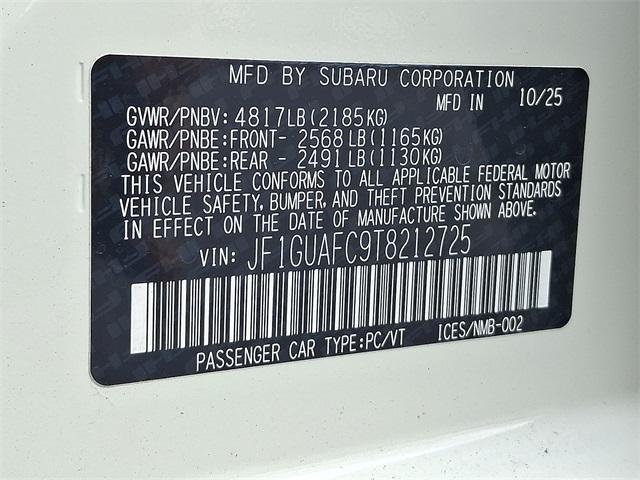 MFD BY SUBARU CORPORATION
MFD IN 10/25
GVWR/PNBV: 4817LB(2185KG)
GAWR/PNBE:FRONT- 2568LB(1165KG)
GAWR/PNBE:REAR - 2491LB(1130KG)
THIS VEHICLE CONFORMS TO ALL APPLICABLE FEDERAL MOTOR
VEHICLE SAFETY, BUMPER, AND THEFT PREVENTION STANDARDS
IN EFFECT ON THE DATE OF MANUFACTURE SHOWN ABOVE.
VIN: JF1GUAFC9T8212725
PASSENGER CAR TYPE:PC/VT ICES/NMB-002